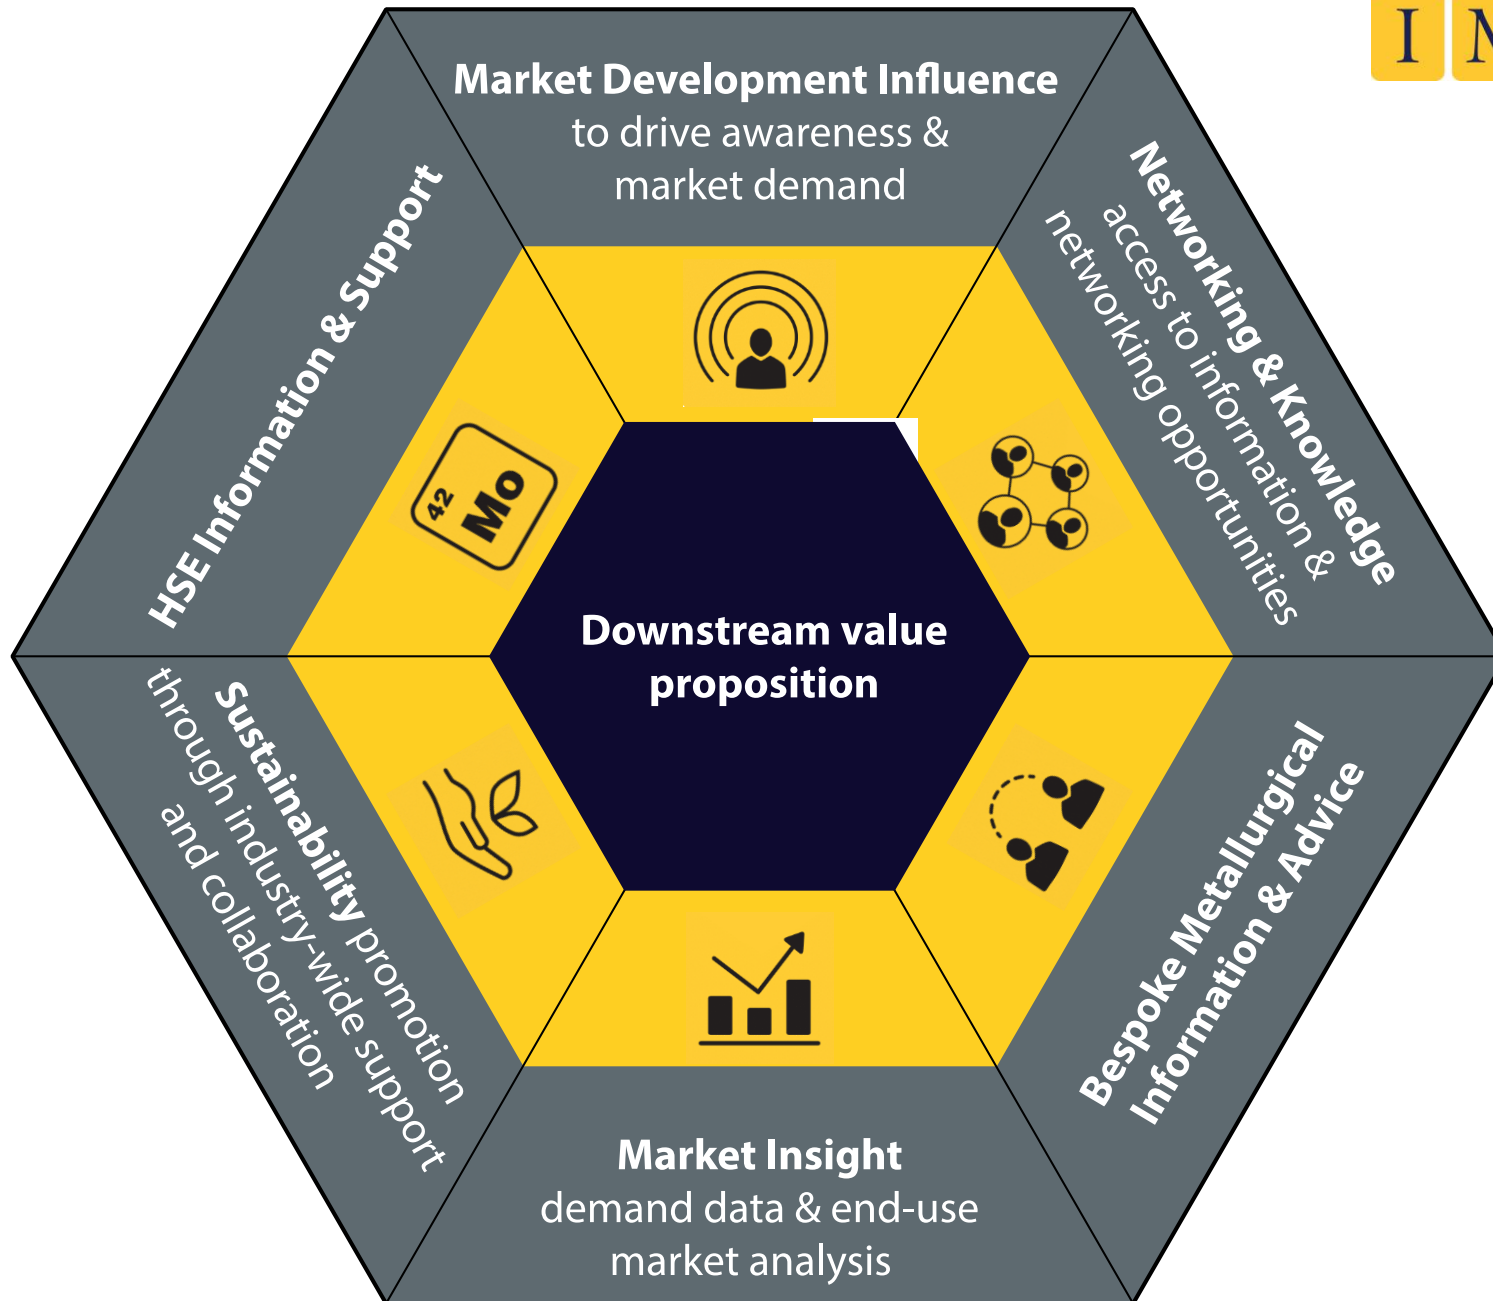 I
Market Development Influence
to drive awareness &
market demand
Networking & Knowledge
access to information &
networking opportunities
Bespoke Metallurgical
Information & Advice
Market Insight
demand data & end-use
market analysis
Sustainability promotion
through industry-wide support
and collaboration
HSE Information & Support
42
Mo
Downstream value
proposition